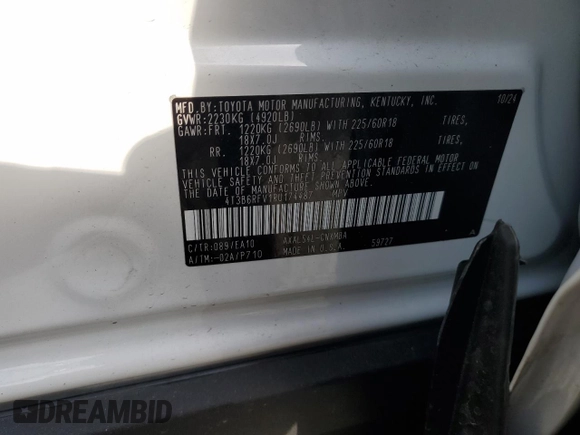 MFD.BY:TOYOTA MOTOR MANUFACTURING, KENTUCKY, INC. 10/24
GVWR:2230KG (4920LB)
GAWR:FRT. 1220KG (2690LB) WITH 225/60R18 TIRES,
18X7.0J RIMS.
RR. 1220KG (2690LB) WITH 225/60R18 TIRES,
18X7.0J RIMS.
THIS VEHICLE CONFORMS TO ALL APPLICABLE FEDERAL MOTOR
VEHICLE SAFETY AND THEFT PREVENTION STANDARDS IN EFFECT ON
THE DATE OF MANUFACTURE SHOWN ABOVE.
MPV
C/TR:089/EA10
A/TM:-02A/P710 MADE IN U.S.A. 59727 A
DREAMBID